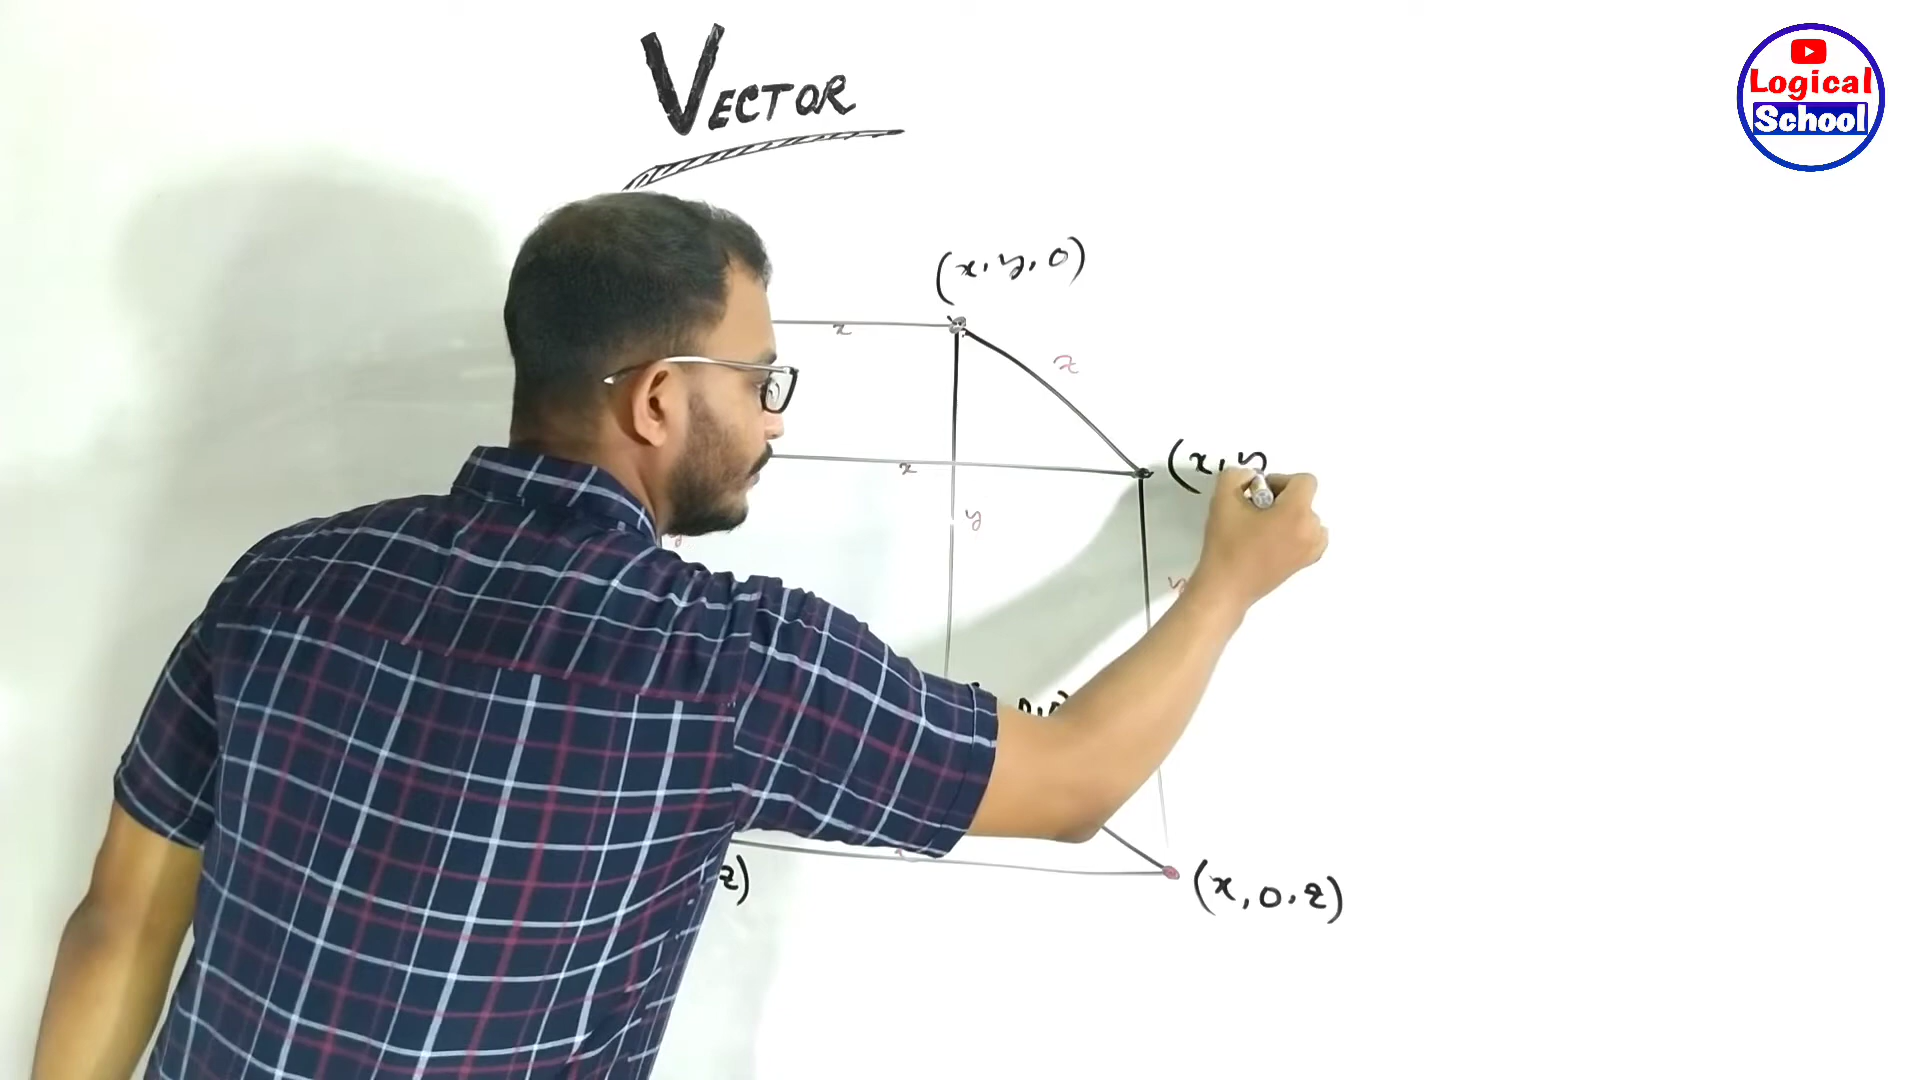 VECTOR
Logical
School
(x, y, 0)
x
z
(x, y
x
y
y
y
z)
(x, 0, z)